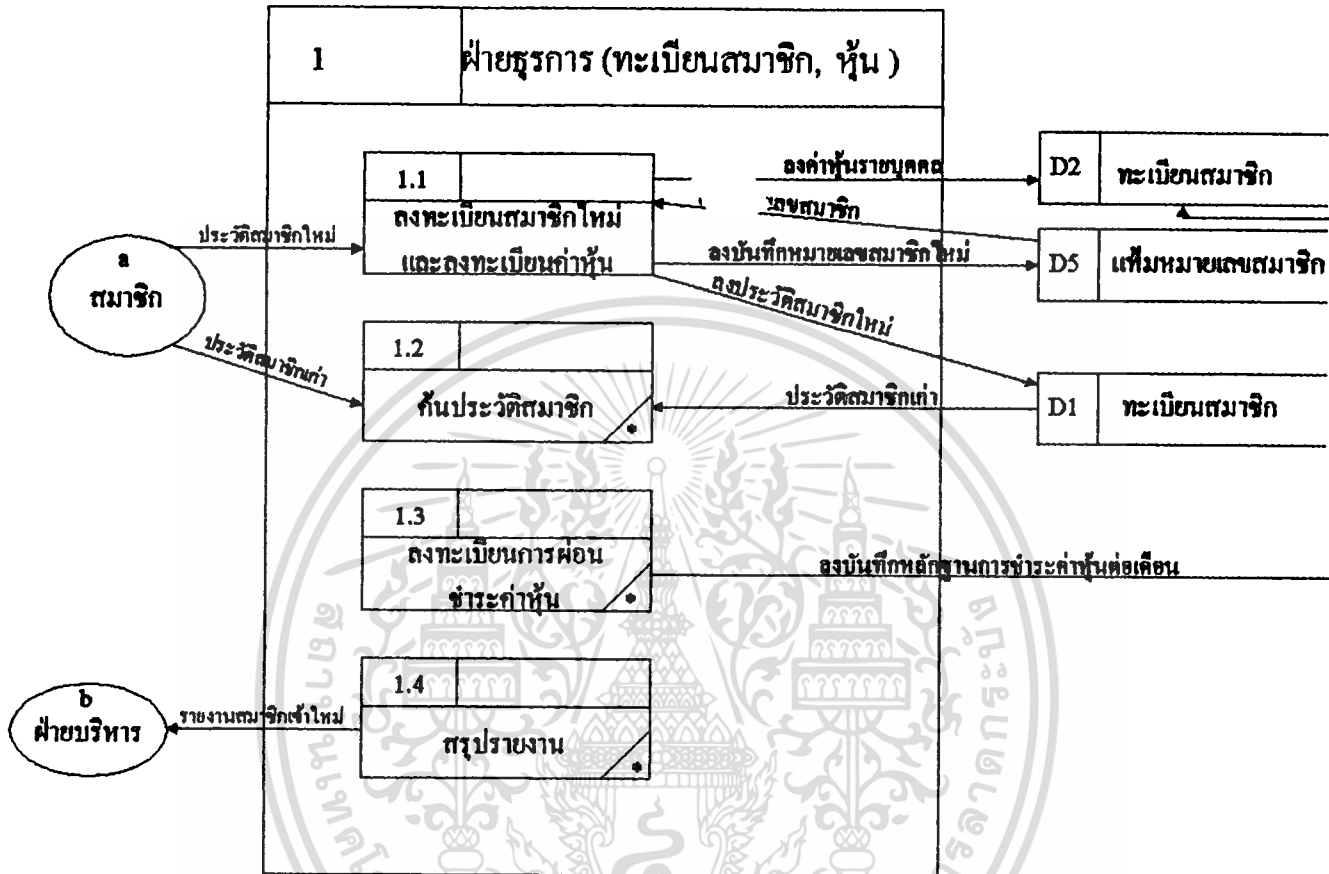 1
ฝ่ายธุรการ (ทะเบียนสมาชิก, หุ้น )
1.1
ลงทะเบียนสมาชิกใหม่
และลงทะเบียนค่าหุ้น
ประวัติสมาชิกใหม่
a
สมาชิก
ประวัติสมาชิกเก่า
ลงค่าหุ้นรายบุคคล
เลขสมาชิก
ลงบันทึกหมายเลขสมาชิกใหม่
ลงประวัติสมาชิกใหม่
D2
ทะเบียนสมาชิก
D5
แฟ้มหมายเลขสมาชิก
1.2
ค้นประวัติสมาชิก
*
ประวัติสมาชิกเก่า
D1
ทะเบียนสมาชิก
1.3
ลงทะเบียนการผ่อน
ชำระค่าหุ้น
*
ลงบันทึกหลักฐานการชำระค่าหุ้นต่อเดือน
1.4
สรุปรายงาน
*
รายงานสมาชิกเข้าใหม่
b
ฝ่ายบริหาร